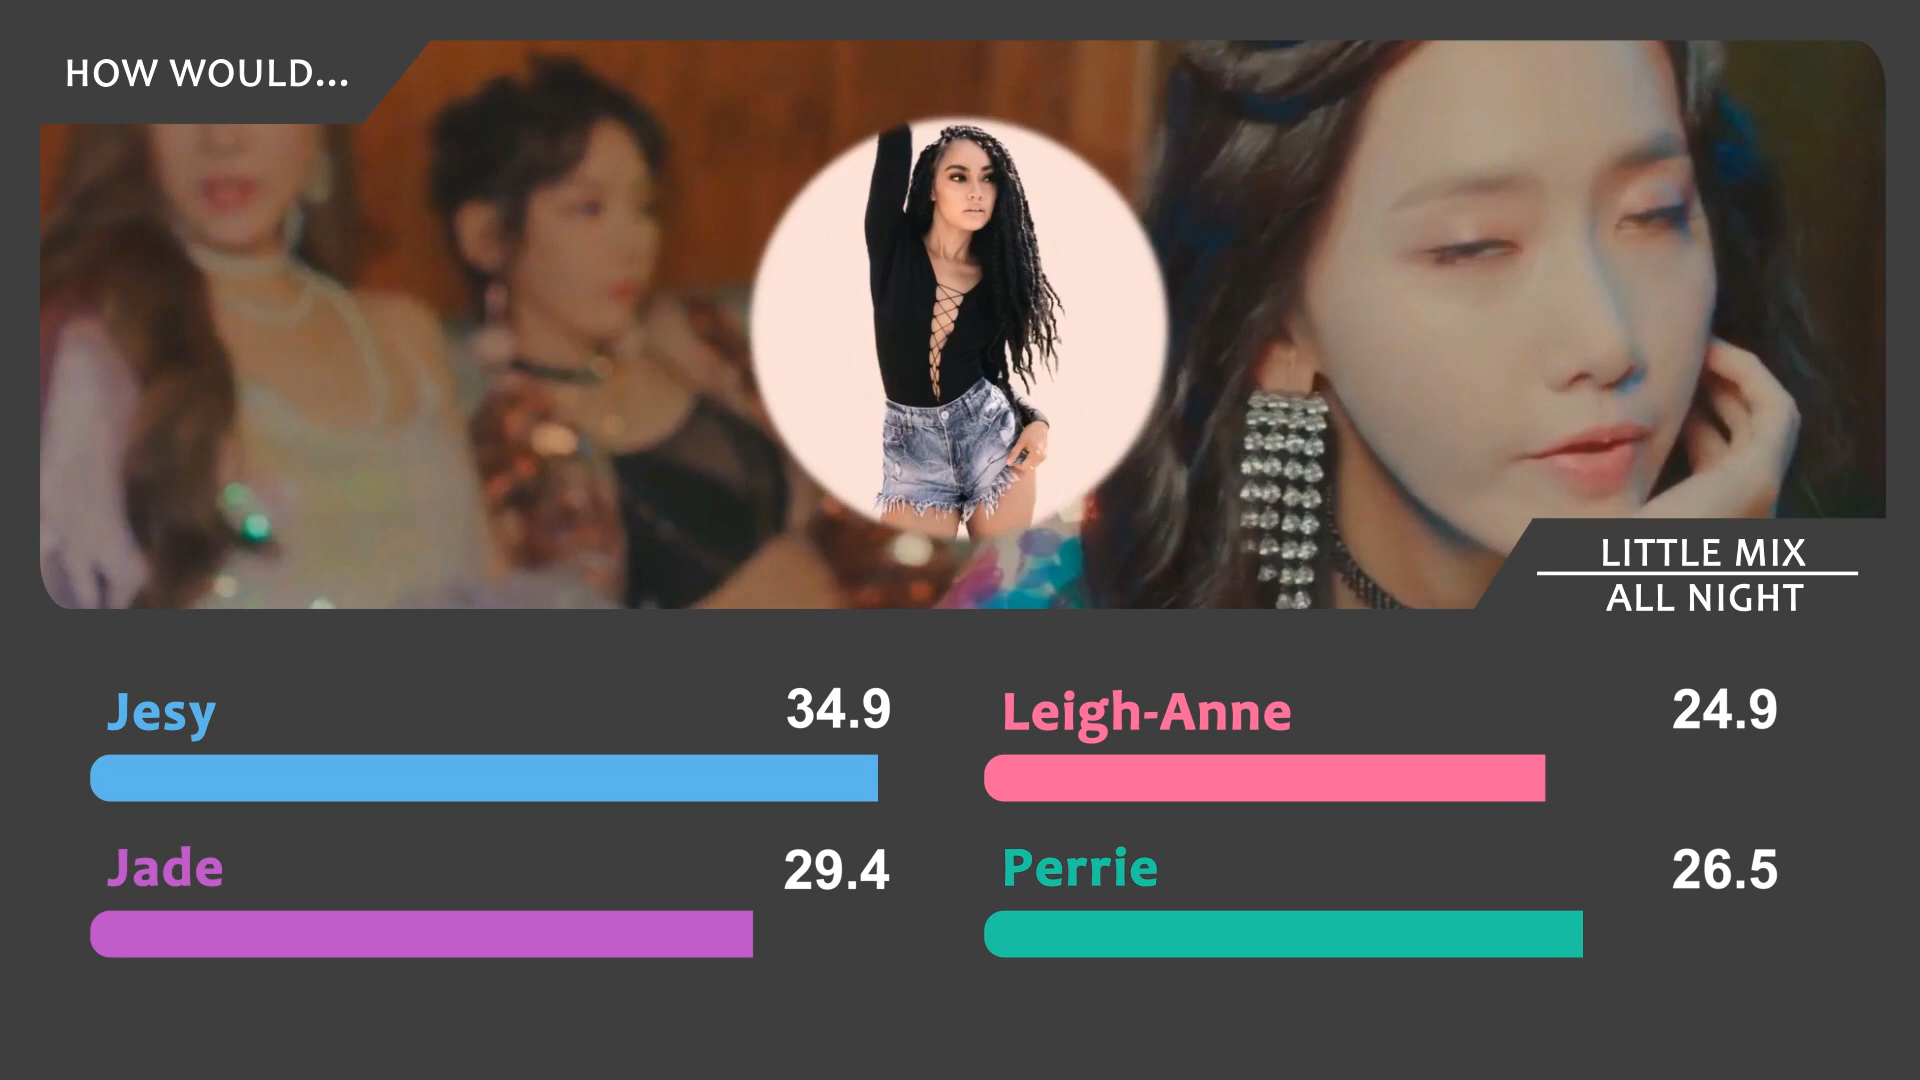 HOW WOULD...
LITTLE MIX
ALL NIGHT
Jesy 34.9
Leigh-Anne 24.9
Jade 29.4
Perrie 26.5